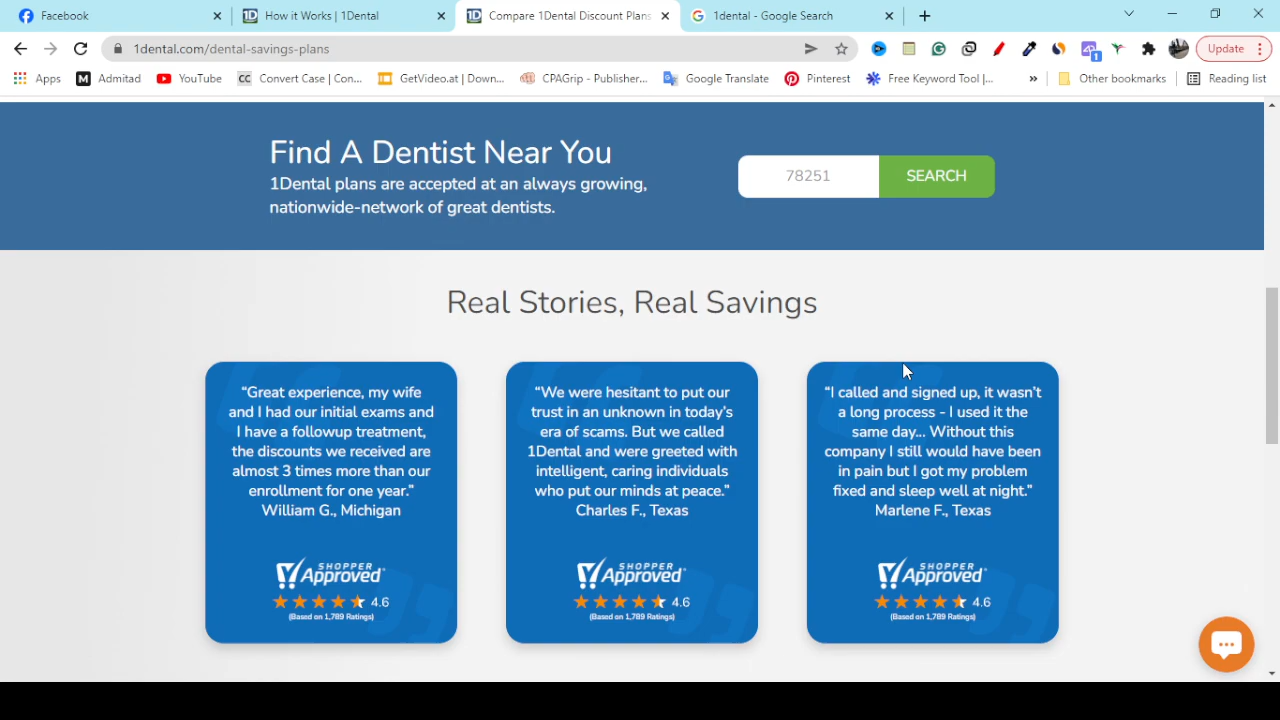 Facebook
How it Works | 1Dental
Compare 1Dental Discount Plans
1dental - Google Search
1dental.com/dental-savings-plans
Update
Apps
Admitad
YouTube
CC Convert Case | Con...
GetVideo.at | Down...
CPAGrip - Publisher...
Google Translate
Pinterest
Free Keyword Tool |...
»
Other bookmarks
Reading list
Find A Dentist Near You
1Dental plans are accepted at an always growing,
nationwide-network of great dentists.
78251
SEARCH
Real Stories, Real Savings
“Great experience, my wife
and I had our initial exams and
I have a followup treatment,
the discounts we received are
almost 3 times more than our
enrollment for one year.”
William G., Michigan
SHOPPER
Approved
4.6
(Based on 1,789 Ratings)
“We were hesitant to put our
trust in an unknown in today’s
era of scams. But we called
1Dental and were greeted with
intelligent, caring individuals
who put our minds at peace.”
Charles F., Texas
SHOPPER
Approved
4.6
(Based on 1,789 Ratings)
“I called and signed up, it wasn’t
a long process - I used it the
same day... Without this
company I still would have been
in pain but I got my problem
fixed and sleep well at night.”
Marlene F., Texas
SHOPPER
Approved
4.6
(Based on 1,789 Ratings)